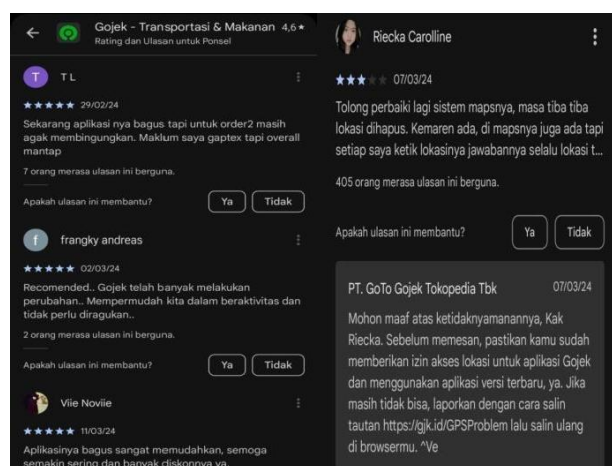 Gojek - Transportasi & Makanan 4,6★
Rating dan Ulasan untuk Ponsel
T
T L
29/02/24
Sekarang aplikasi nya bagus tapi untuk order2 masih
agak membingungkan. Maklum saya gaptex tapi overall
mantap
7 orang merasa ulasan ini berguna.
Apakah ulasan ini membantu? Ya Tidak
f
frangky andreas
02/03/24
Recomended.. Gojek telah banyak melakukan
perubahan.. Mempermudah kita dalam beraktivitas dan
tidak perlu diragukan..
2 orang merasa ulasan ini berguna.
Apakah ulasan ini membantu? Ya Tidak
Viie Noviie
11/03/24
Aplikasinya bagus sangat memudahkan, semoga
semakin sering dan banyak diskonnya ya.
Riecka Carolline
07/03/24
Tolong perbaiki lagi sistem mapsnya, masa tiba tiba
lokasi dihapus. Kemaren ada, di mapsnya juga ada tapi
setiap saya ketik lokasinya jawabannya selalu lokasi t...
405 orang merasa ulasan ini berguna.
Apakah ulasan ini membantu? Ya Tidak
PT. GoTo Gojek Tokopedia Tbk 07/03/24
Mohon maaf atas ketidaknyamanannya, Kak
Riecka. Sebelum memesan, pastikan kamu sudah
memberikan izin akses lokasi untuk aplikasi Gojek
dan menggunakan aplikasi versi terbaru, ya. Jika
masih tidak bisa, laporkan dengan cara salin
tautan https://gjk.id/GPSProblem lalu salin ulang
di browsermu. ^Ve